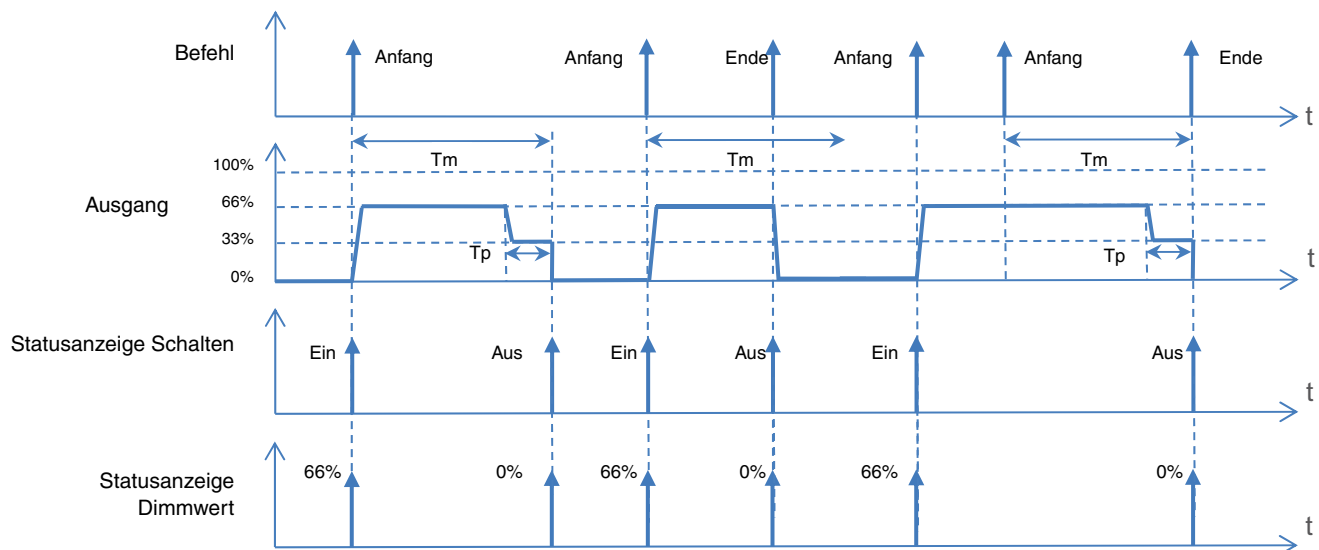 Befehl
Anfang
Anfang
Ende
Anfang
Anfang
Ende
t
Ausgang
100%
66%
33%
0%
Tm
Tm
Tm
Tp
Tp
t
Statusanzeige Schalten
Ein
Aus
Ein
Aus
Ein
Aus
t
Statusanzeige
Dimmwert
66%
0%
66%
0%
66%
0%
t